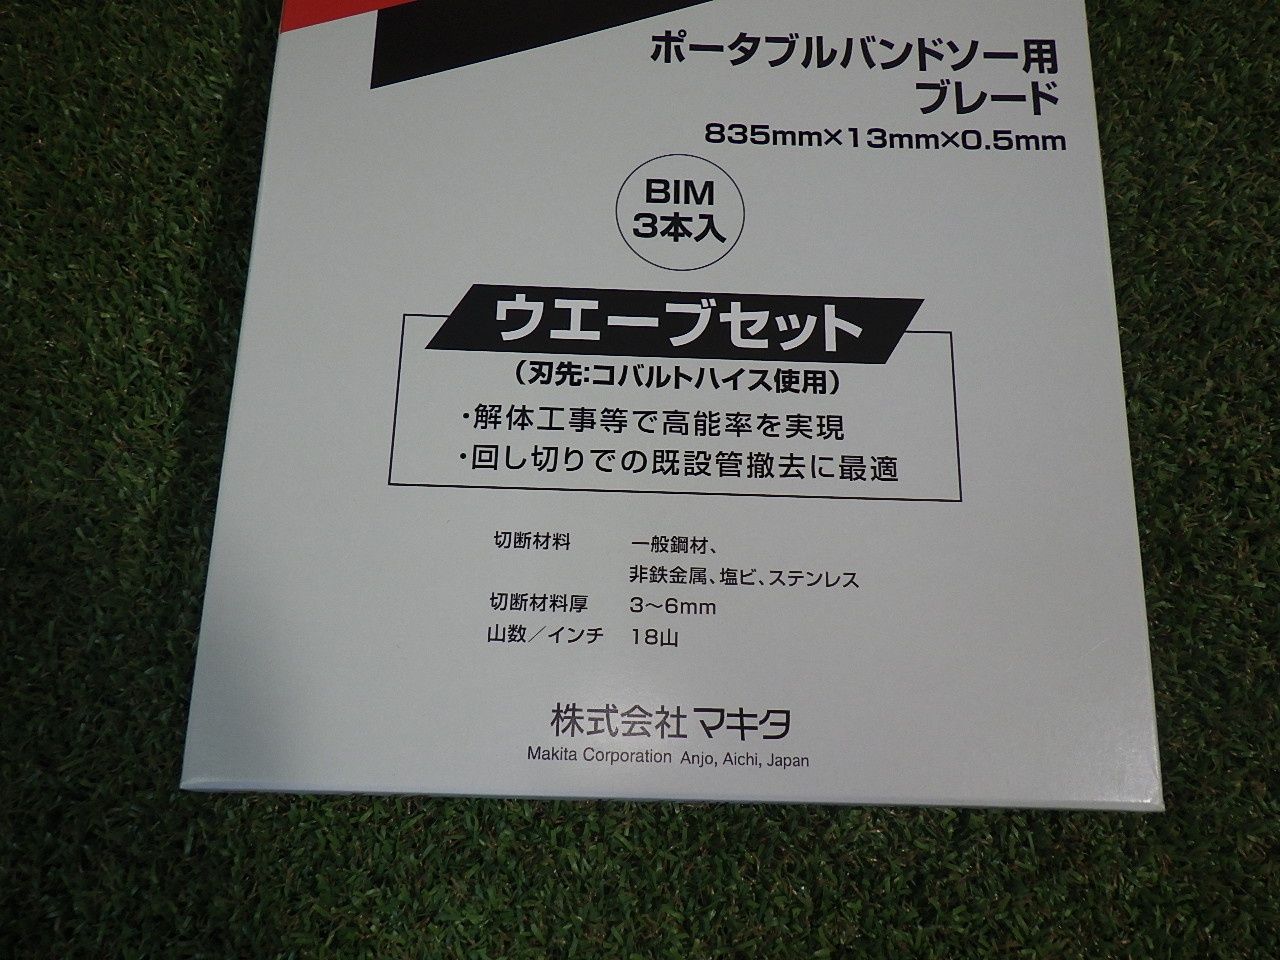 ポータブルバンドソー用
ブレード
835mm×13mm×0.5mm
BIM
3本入
ウエーブセット
（刃先：コバルトハイス使用）
・解体工事等で高能率を実現
・回し切りでの既設管撤去に最適
切断材料 一般鋼材、
非鉄金属、塩ビ、ステンレス
切断材料厚 3〜6mm
山数／インチ 18山
株式会社マキタ
Makita Corporation Anjo, Aichi, Japan